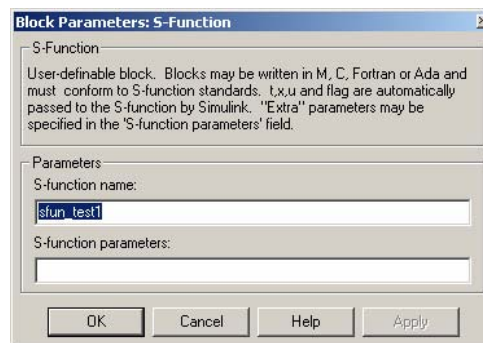 Block Parameters: S-Function
S-Function
User-definable block. Blocks may be written in M, C, Fortran or Ada and
must conform to S-function standards. t,x,u and flag are automatically
passed to the S-function by Simulink. "Extra" parameters may be
specified in the 'S-function parameters' field.
Parameters
S-function name:
sfun_test1
S-function parameters:
OK Cancel Help Apply